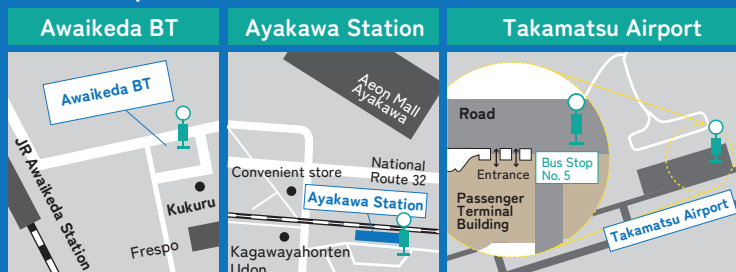 Awaikeda BT
Awaikeda BT
JR Awaikeda Station
Kukuru
Frespo
Ayakawa Station
Aeon Mall
Ayakawa
Convenient store
National
Route 32
Ayakawa Station
Kagawayahonten
Udon
Takamatsu Airport
Road
Entrance
Bus Stop
No. 5
Passenger
Terminal
Building
Takamatsu Airport